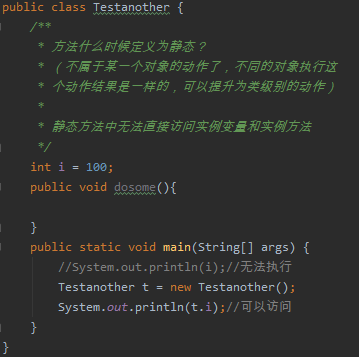 public class Testanother {
/**
* 方法什么时候定义为静态？
* （不属于某一个对象的动作了，不同的对象执行这
* 个动作结果是一样的，可以提升为类级别的动作）
*
* 静态方法中无法直接访问实例变量和实例方法
*/
int i = 100;
public void dosome(){
}
public static void main(String[] args) {
//System.out.println(i);//无法执行
Testanother t = new Testanother();
System.out.println(t.i);//可以访问
}
}